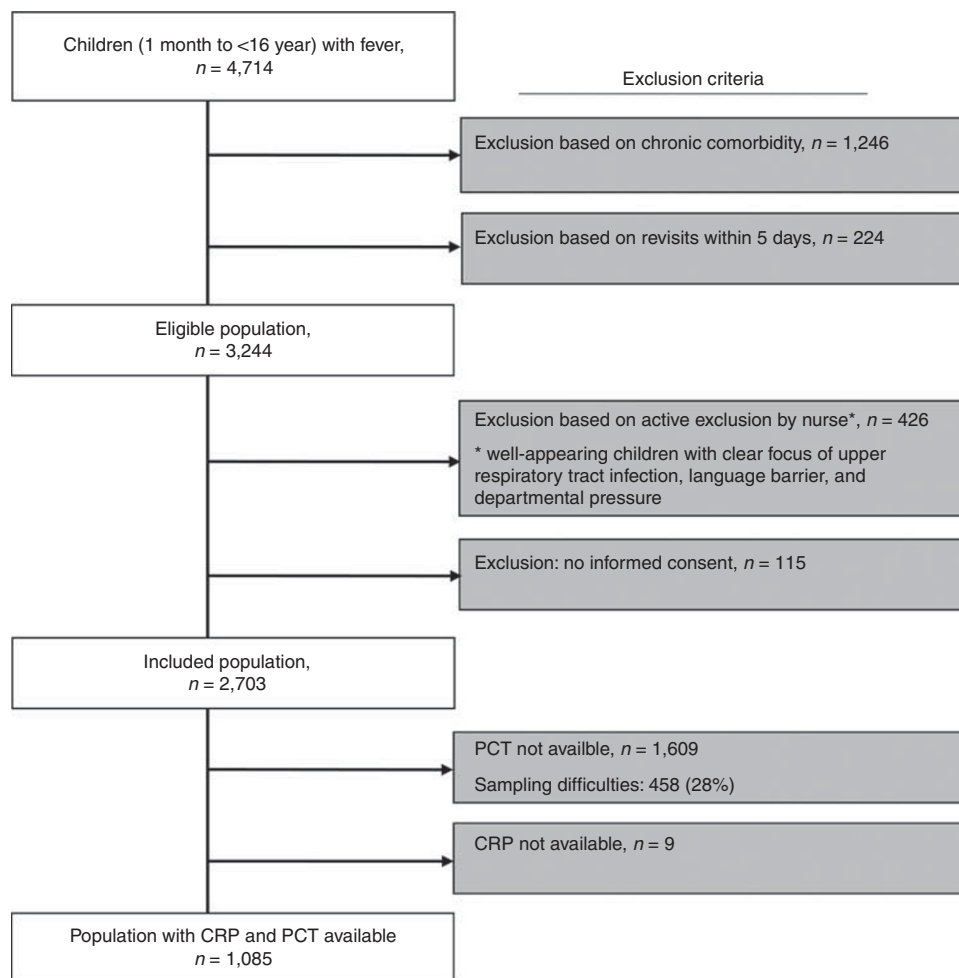 Children (1 month to <16 year) with fever,
n = 4,714
Exclusion criteria
Exclusion based on chronic comorbidity, n = 1,246
Exclusion based on revisits within 5 days, n = 224
Eligible population,
n = 3,244
Exclusion based on active exclusion by nurse*, n = 426
* well-appearing children with clear focus of upper
respiratory tract infection, language barrier, and
departmental pressure
Exclusion: no informed consent, n = 115
Included population,
n = 2,703
PCT not availble, n = 1,609
Sampling difficulties: 458 (28%)
CRP not available, n = 9
Population with CRP and PCT available
n = 1,085